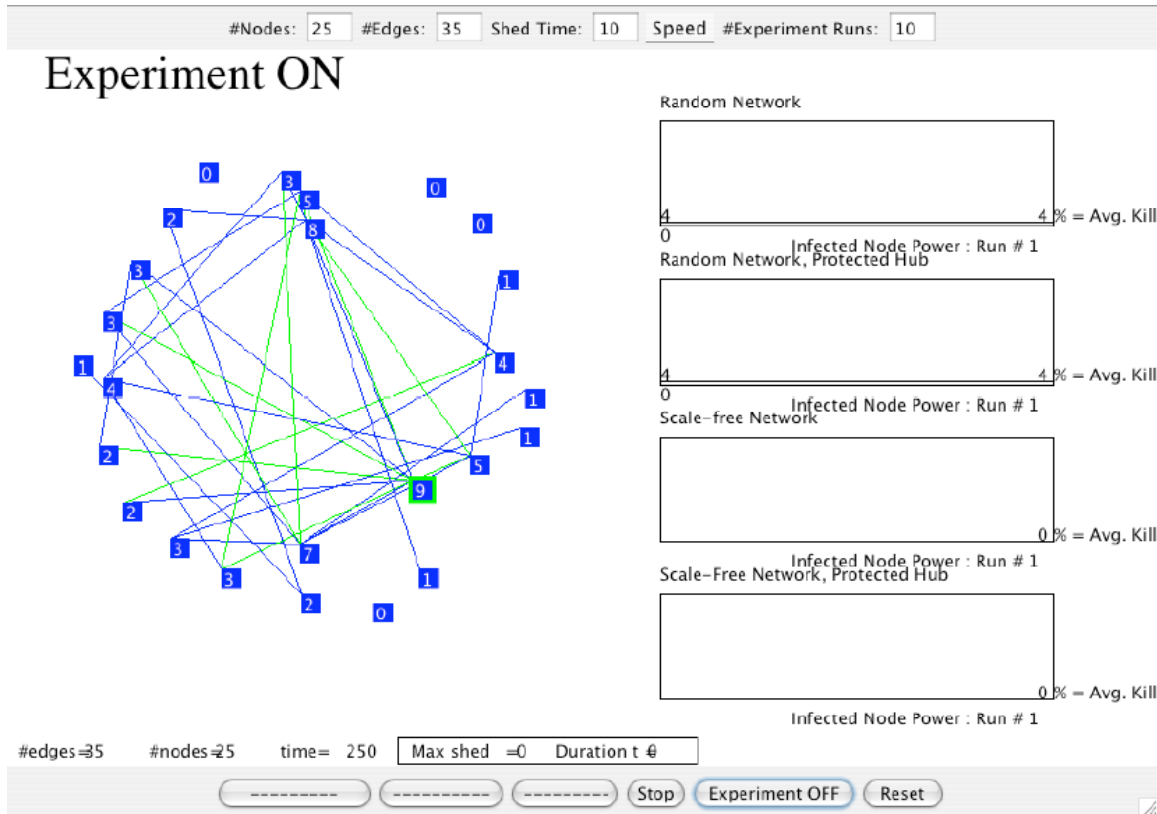 #Nodes: 25 #Edges: 35 Shed Time: 10 Speed #Experiment Runs: 10
Experiment ON
Random Network
4 4 % = Avg. Kill
0
Infected Node Power : Run # 1
Random Network, Protected Hub
4 4 % = Avg. Kill
0
Infected Node Power : Run # 1
Scale-free Network
0 % = Avg. Kill
Infected Node Power : Run # 1
Scale-Free Network, Protected Hub
0 % = Avg. Kill
Infected Node Power : Run # 1
0
3
0
5
2
0
8
3
1
3
4
1
4
1
1
2
5
9
2
3
7
3
1
2
0
#edges=35 #nodes=25 time= 250 Max shed =0 Duration t =0
--------- ---------- --------- Stop Experiment OFF Reset